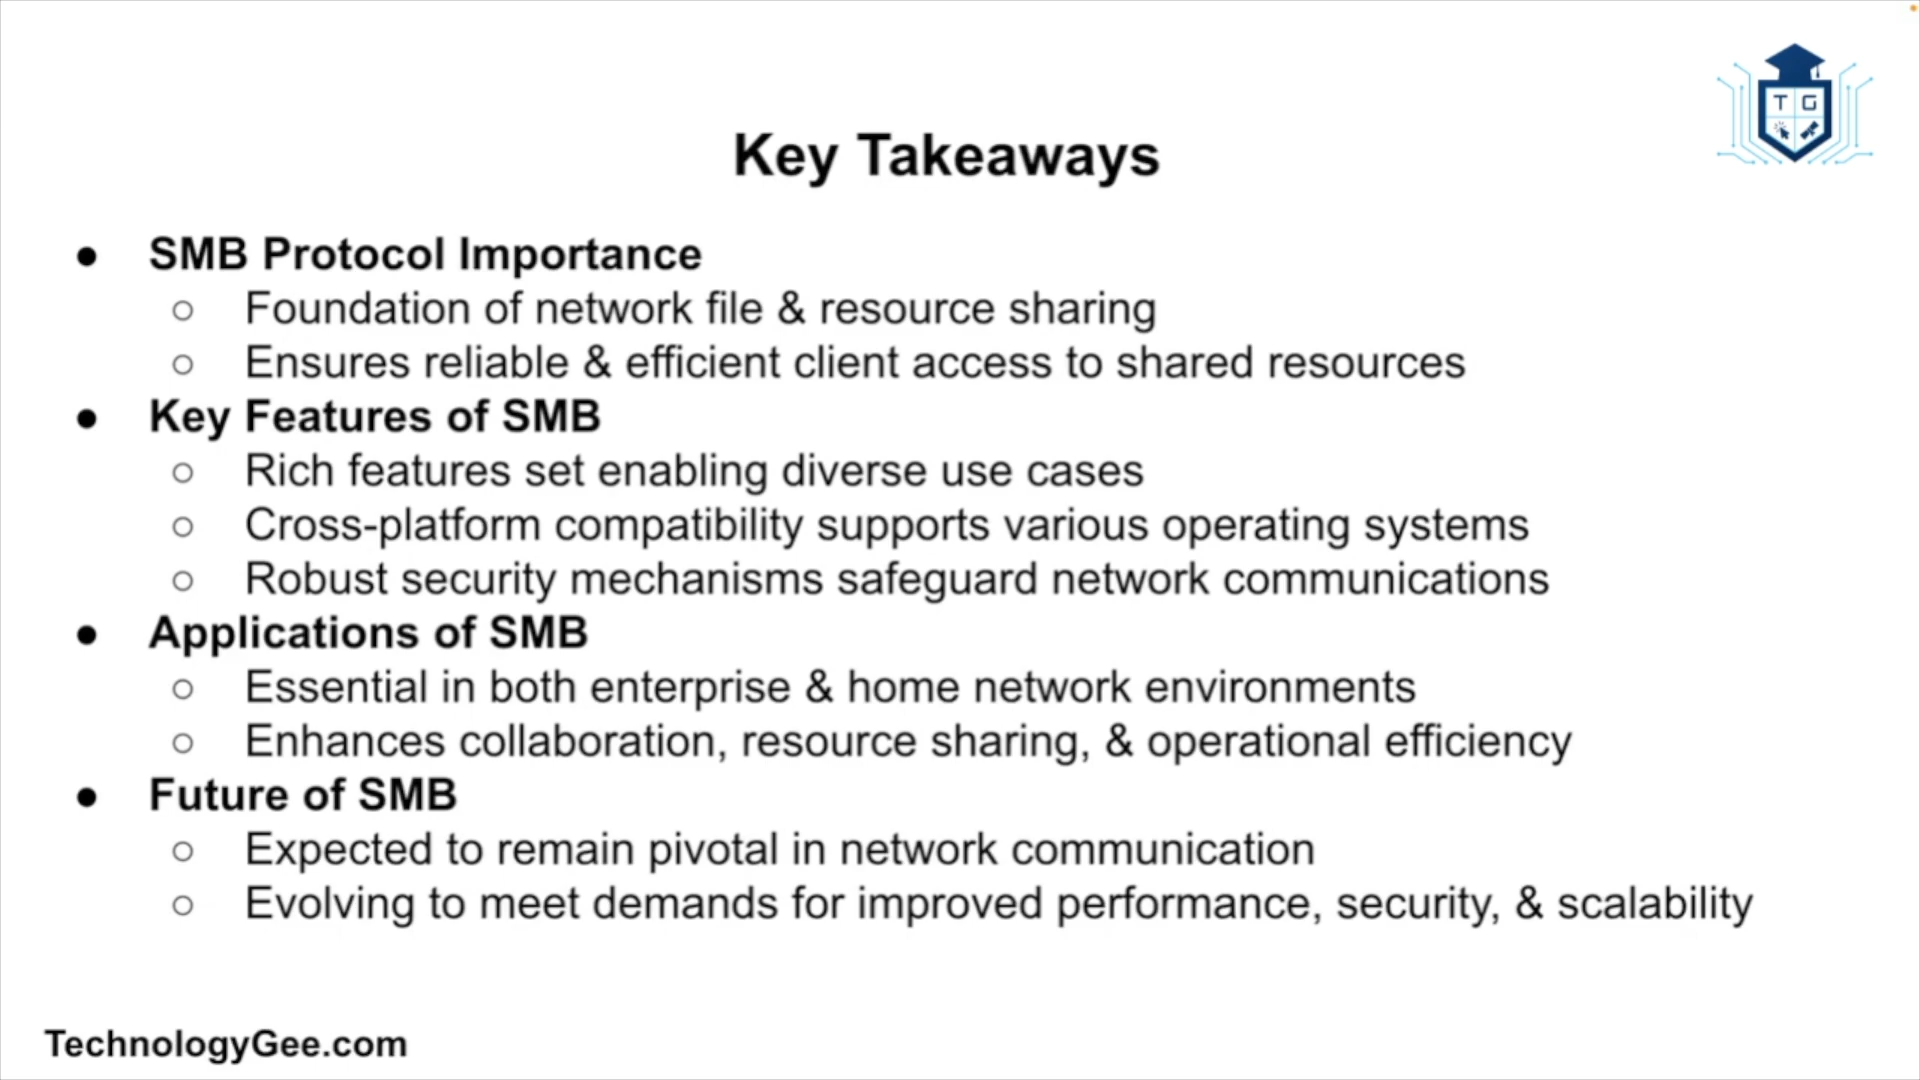 T G
Key Takeaways
● SMB Protocol Importance
○ Foundation of network file & resource sharing
○ Ensures reliable & efficient client access to shared resources
● Key Features of SMB
○ Rich features set enabling diverse use cases
○ Cross-platform compatibility supports various operating systems
○ Robust security mechanisms safeguard network communications
● Applications of SMB
○ Essential in both enterprise & home network environments
○ Enhances collaboration, resource sharing, & operational efficiency
● Future of SMB
○ Expected to remain pivotal in network communication
○ Evolving to meet demands for improved performance, security, & scalability
TechnologyGee.com